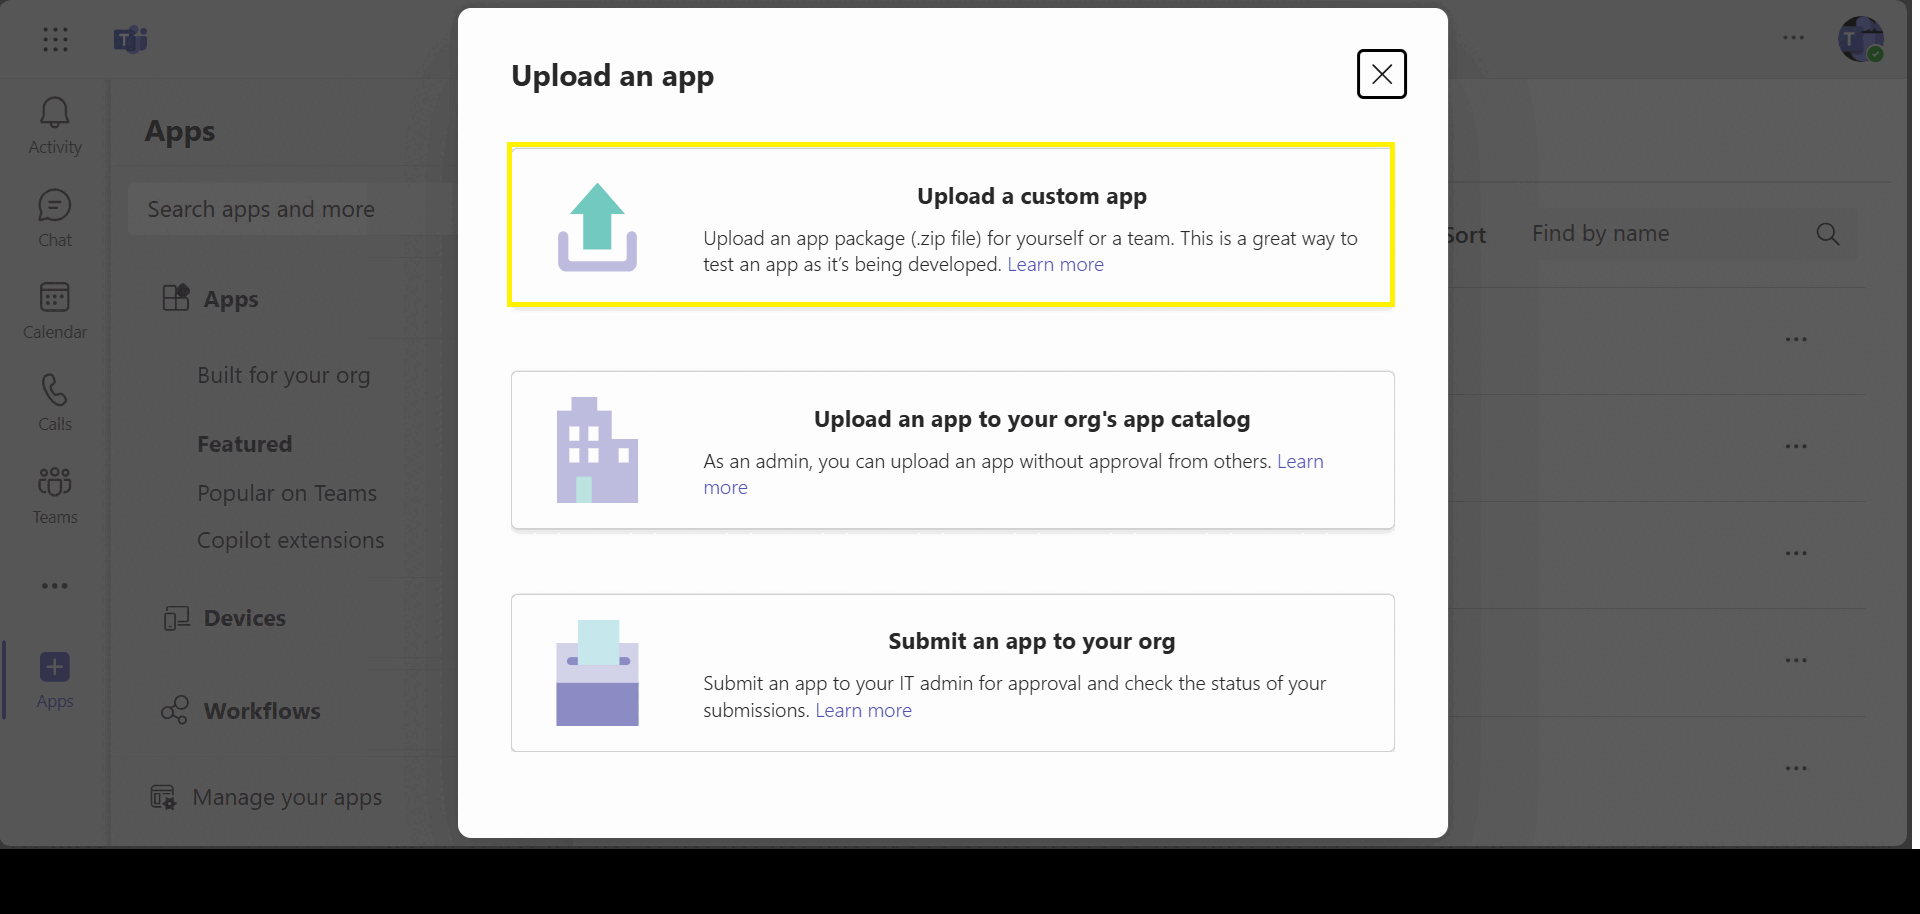 T
T
Activity
Chat
Calendar
Calls
Teams
Apps
Apps
Search apps and more
Apps
Built for your org
Featured
Popular on Teams
Copilot extensions
Devices
Workflows
Manage your apps
Upload an app
Upload a custom app
Upload an app package (.zip file) for yourself or a team. This is a great way to
test an app as it’s being developed. Learn more
Upload an app to your org's app catalog
As an admin, you can upload an app without approval from others. Learn
more
Submit an app to your org
Submit an app to your IT admin for approval and check the status of your
submissions. Learn more
Sort
Find by name